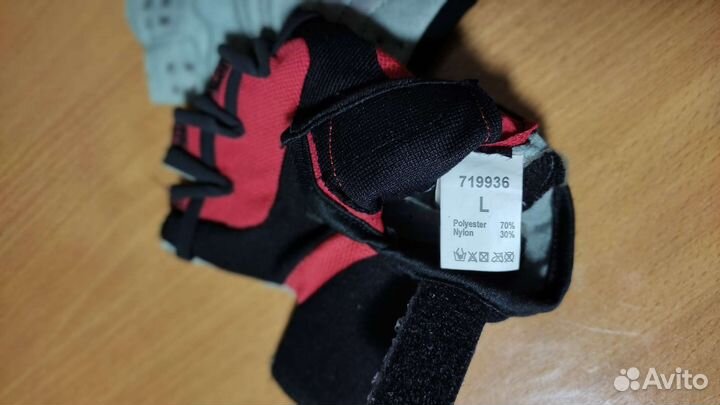 719936
L
Polyester 70%
Nylon 30%
Avito